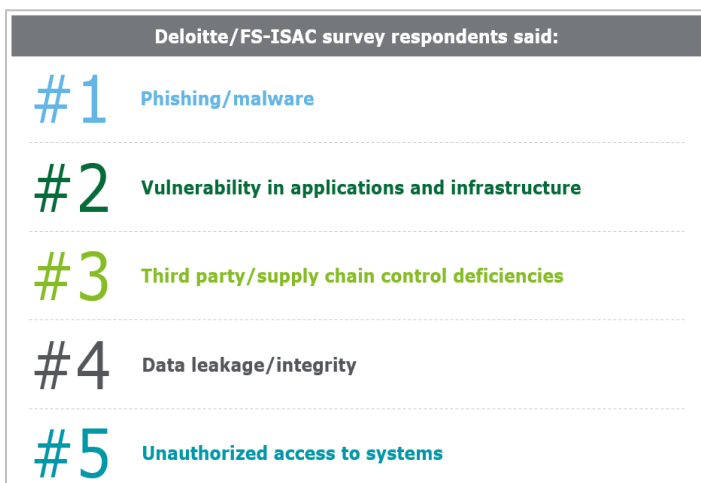 Deloitte/FS-ISAC survey respondents said:
#1 Phishing/malware
#2 Vulnerability in applications and infrastructure
#3 Third party/supply chain control deficiencies
#4 Data leakage/integrity
#5 Unauthorized access to systems